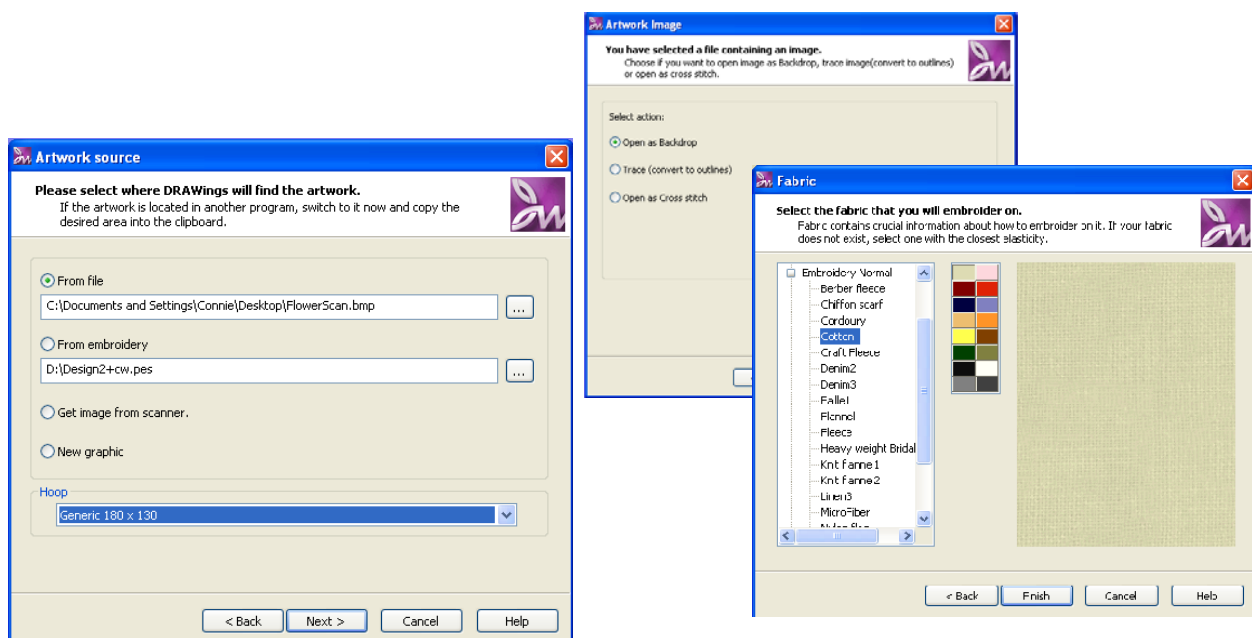 Artwork source
Please select where DRAWings will find the artwork.
If the artwork is located in another program, switch to it now and copy the
desired area into the clipboard.
From file
C:\Documents and Settings\Connie\Desktop\FlowerScan.bmp
...
From embroidery
D:\Design2+cw.pes
...
Get image from scanner.
New graphic
Hoop
Generic 180 x 130
< Back
Next >
Cancel
Help
Artwork Image
You have selected a file containing an image.
Choose if you want to open image as Backdrop, trace image(convert to outlines)
or open as cross stitch.
Select action:
Open as Backdrop
Trace (convert to outlines)
Open as Cross stitch
<
Fabric
Select the fabric that you will embroider on.
Fabric contains crucial information about how to embroider on it. If your fabric
does not exist, select one with the closest elasticity.
Embroidery Normal
Berber fleece
Chiffon scarf
Cordoury
Cotton
Craft Fleece
Denim2
Denim3
Flannel
Fleece
Heavy weight Bridal
Knit flannel1
Knit flannel2
Linen3
MicroFiber
< Back
Finish
Cancel
Help